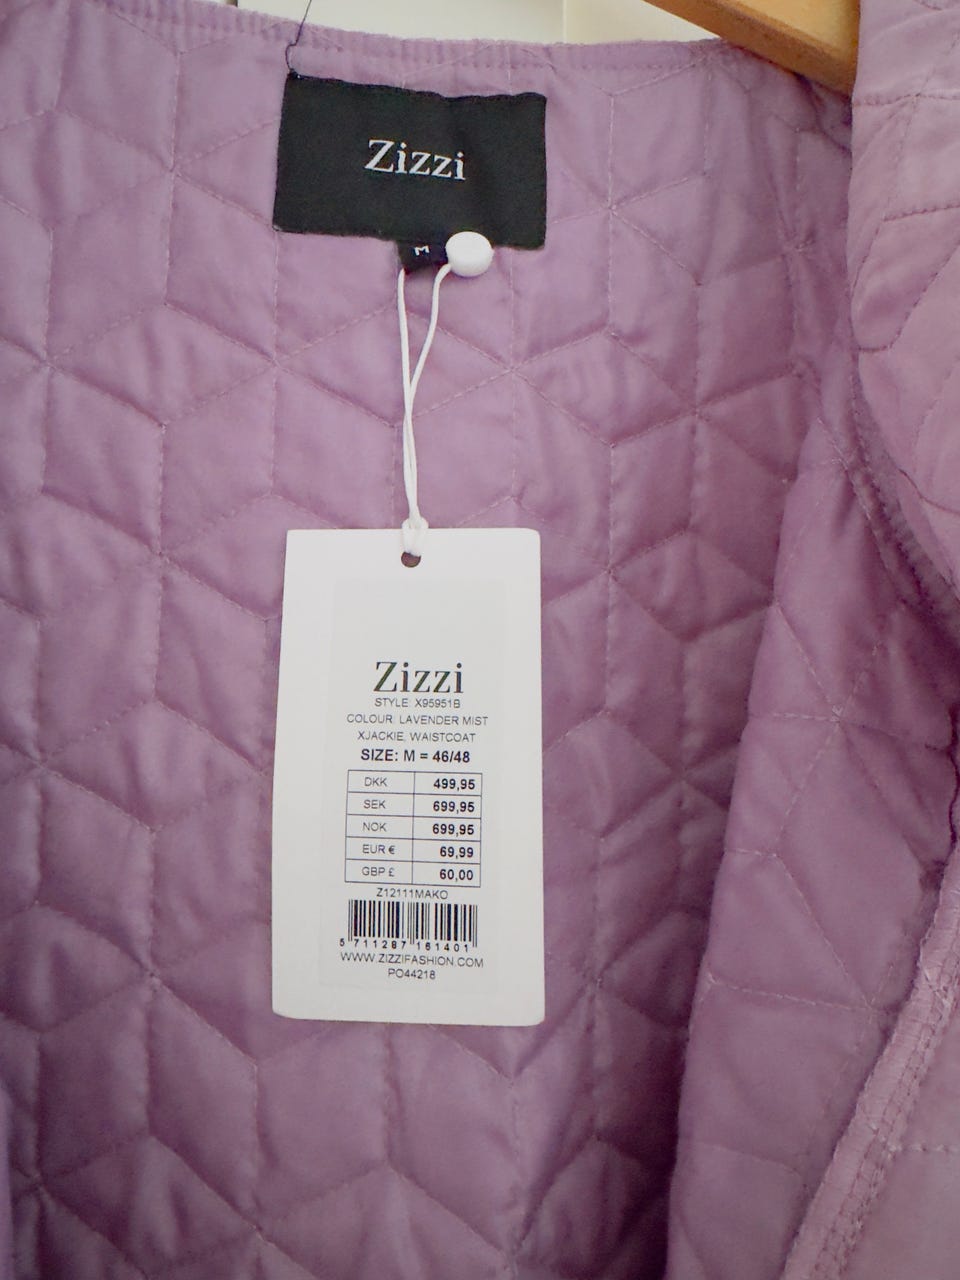 Zizzi
M
Zizzi
STYLE: X95951B
COLOUR: LAVENDER MIST
XJACKIE, WAISTCOAT
SIZE: M = 46/48
DKK 499,95
SEK 699,95
NOK 699,95
EUR € 69,99
GBP £ 60,00
Z12111MAKO
5 711287 161401
WWW.ZIZZIFASHION.COM
PO44218